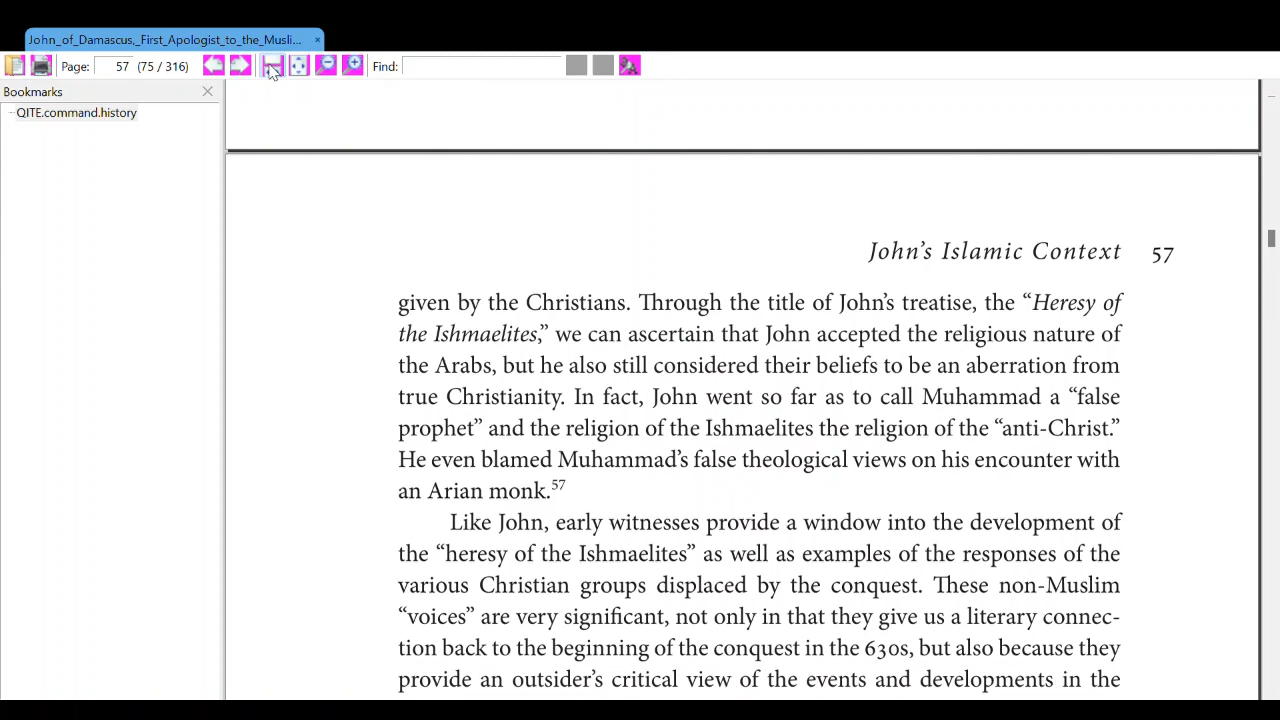 John_of_Damascus,_First_Apologist_to_the_Musli...
Page: 57 (75 / 316) Find:
Bookmarks
QITE.command.history
John’s Islamic Context 57
given by the Christians. Through the title of John’s treatise, the “Heresy of
the Ishmaelites,” we can ascertain that John accepted the religious nature of
the Arabs, but he also still considered their beliefs to be an aberration from
true Christianity. In fact, John went so far as to call Muhammad a “false
prophet” and the religion of the Ishmaelites the religion of the “anti-Christ.”
He even blamed Muhammad’s false theological views on his encounter with
an Arian monk.57
Like John, early witnesses provide a window into the development of
the “heresy of the Ishmaelites” as well as examples of the responses of the
various Christian groups displaced by the conquest. These non-Muslim
“voices” are very significant, not only in that they give us a literary connec-
tion back to the beginning of the conquest in the 630s, but also because they
provide an outsider’s critical view of the events and developments in the